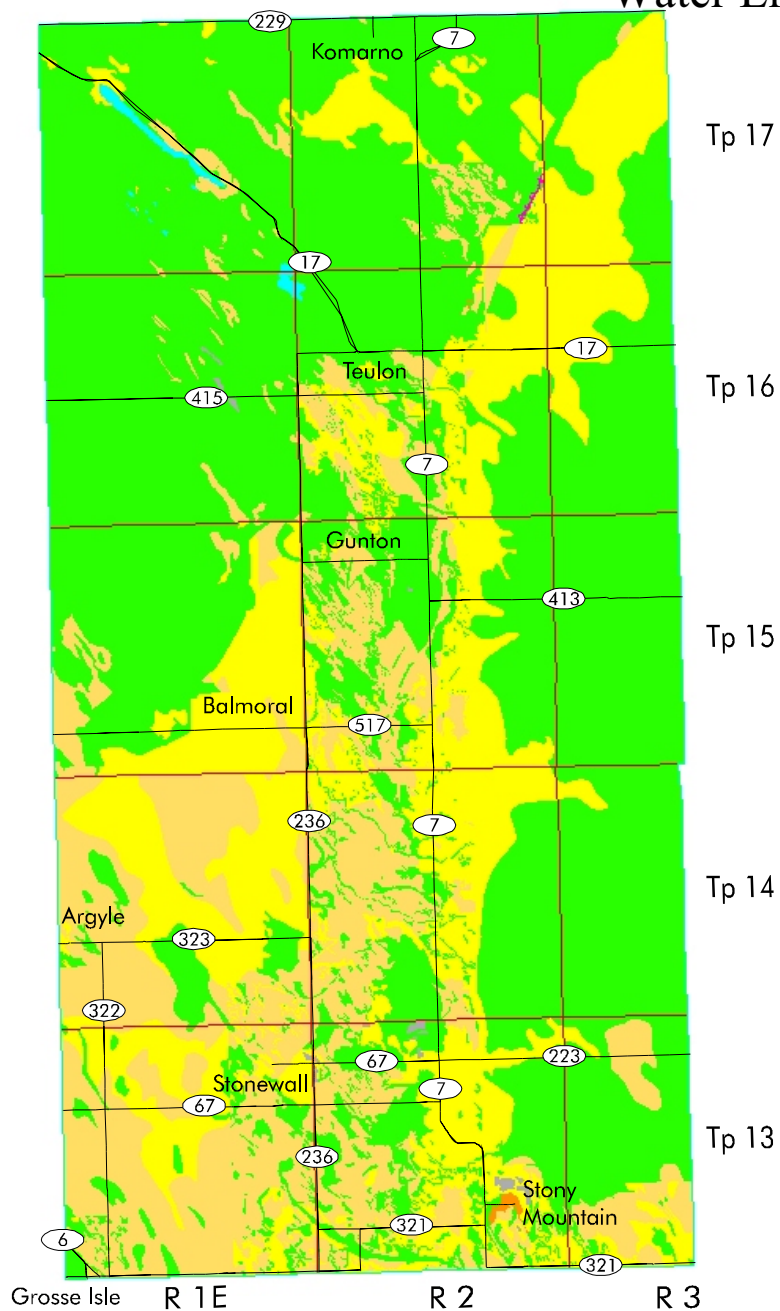 Water Er
229
Komarno
7
Tp 17
17
17
Teulon
Tp 16
415
7
Gunton
413
Tp 15
Balmoral
517
236
7
Tp 14
Argyle
323
322
67
223
Stonewall
7
67
Tp 13
236
Stony
Mountain
321
6
321
Grosse Isle
R 1E
R 2
R 3